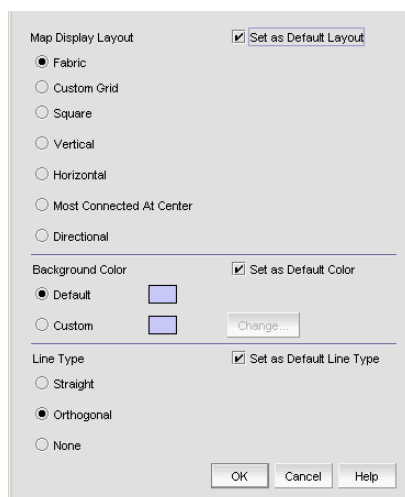 Map Display Layout Set as Default Layout
Fabric
Custom Grid
Square
Vertical
Horizontal
Most Connected At Center
Directional
Background Color Set as Default Color
Default
Custom Change...
Line Type Set as Default Line Type
Straight
Orthogonal
None
OK Cancel Help